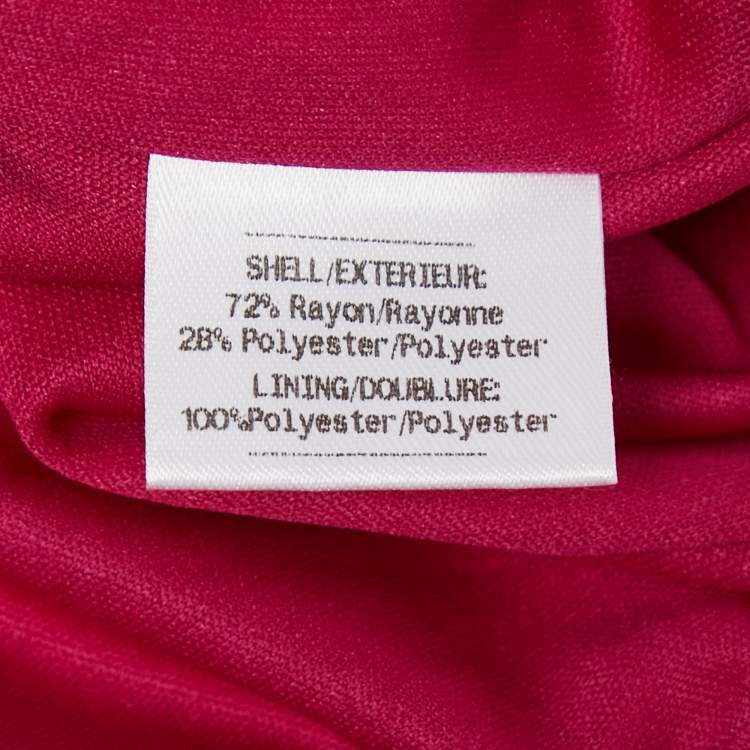 SHELL/EXTERIEUR:
72% Rayon/Rayonne
28% Polyester/Polyester
LINING/DOUBLURE:
100%Polyester/Polyester